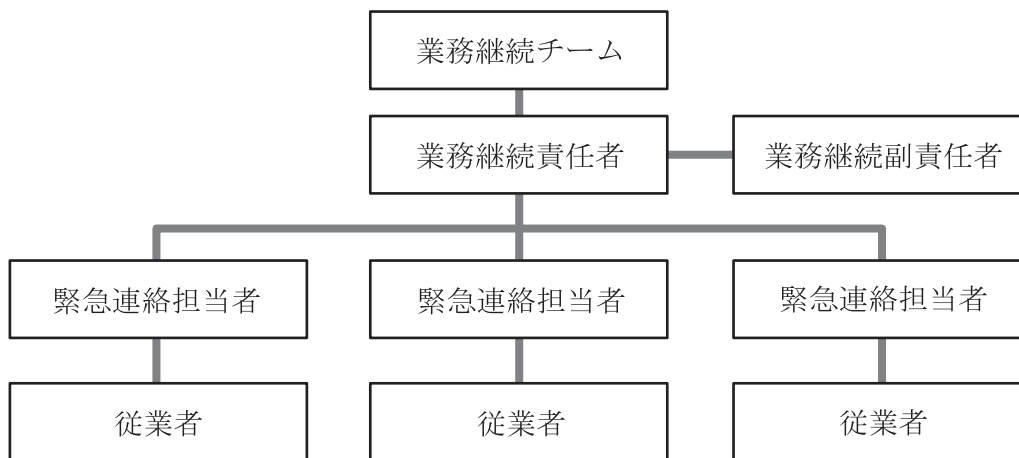 業務継続チーム
業務継続責任者
業務継続副責任者
緊急連絡担当者
緊急連絡担当者
緊急連絡担当者
従業者
従業者
従業者